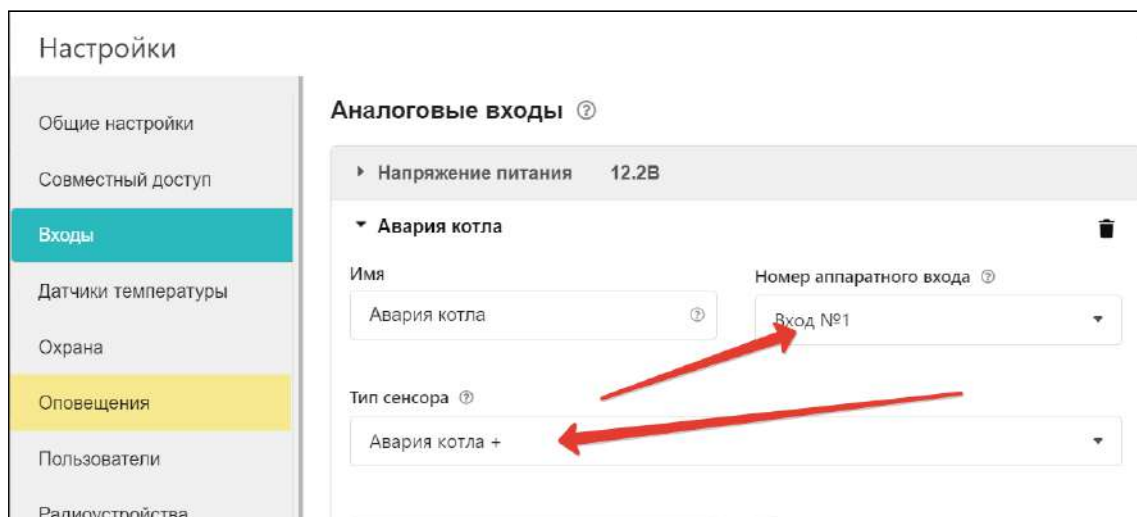 Настройки
Общие настройки
Совместный доступ
Входы
Датчики температуры
Охрана
Оповещения
Пользователи
Радиоустройства
Аналоговые входы ?
Напряжение питания 12.2В
Авария котла
Имя
Номер аппаратного входа ?
Авария котла ?
Вход №1
Тип сенсора ?
Авария котла +